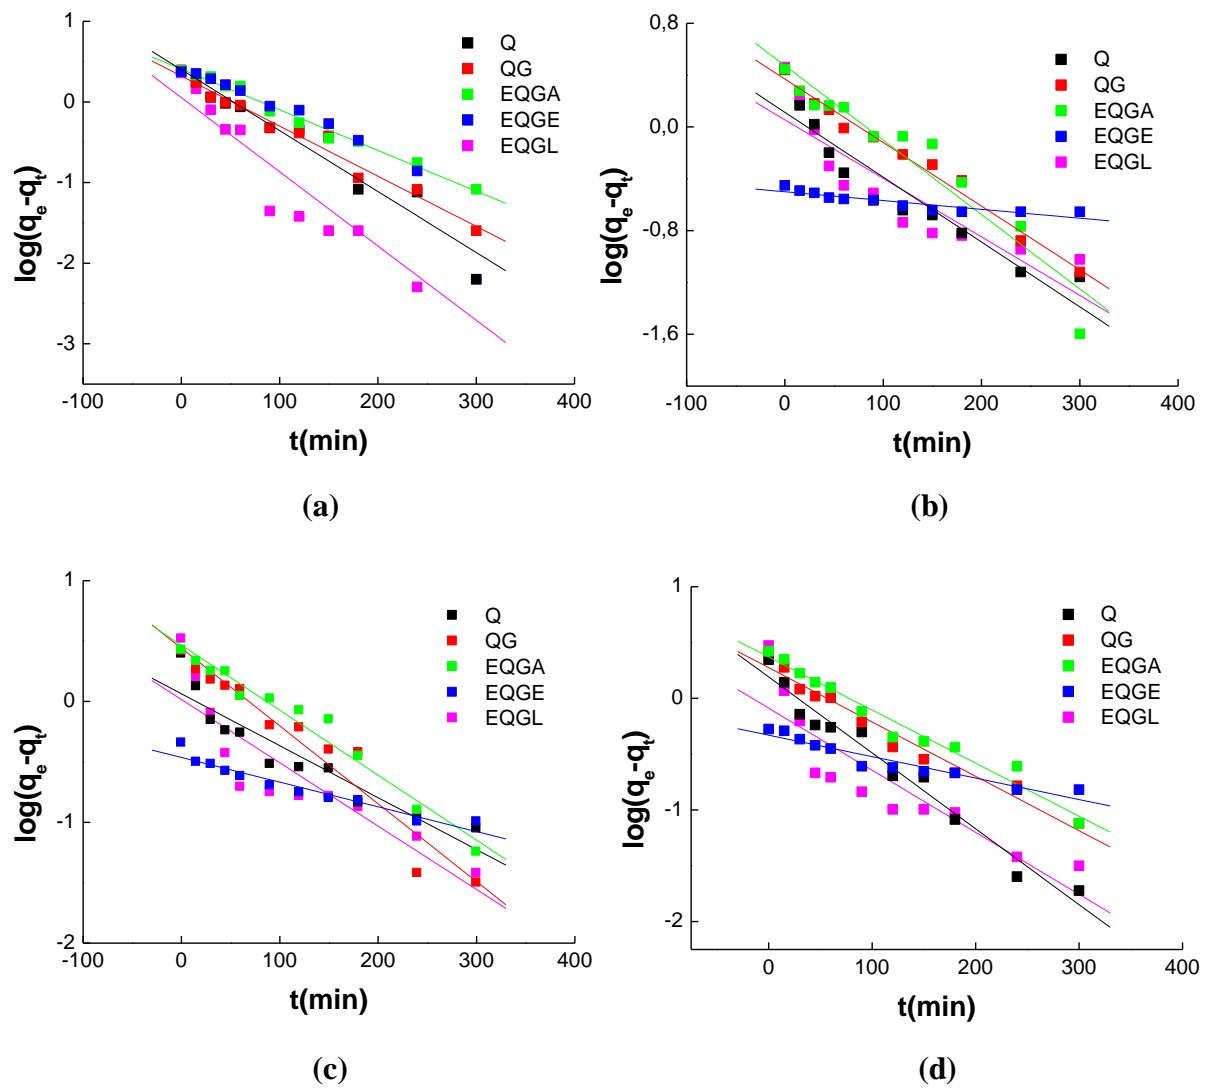 1
0
-1
-2
-3
log(qe-qt)
-100 0 100 200 300 400
t(min)
Q
QG
EQGA
EQGE
EQGL
(a)
0,8
0,0
-0,8
-1,6
log(qe-qt)
-100 0 100 200 300 400
t(min)
Q
QG
EQGA
EQGE
EQGL
(b)
1
0
-1
-2
log(qe-qt)
-100 0 100 200 300 400
t(min)
Q
QG
EQGA
EQGE
EQGL
(c)
1
0
-1
-2
log(qe-qt)
0 100 200 300 400
t(min)
Q
QG
EQGA
EQGE
EQGL
(d)